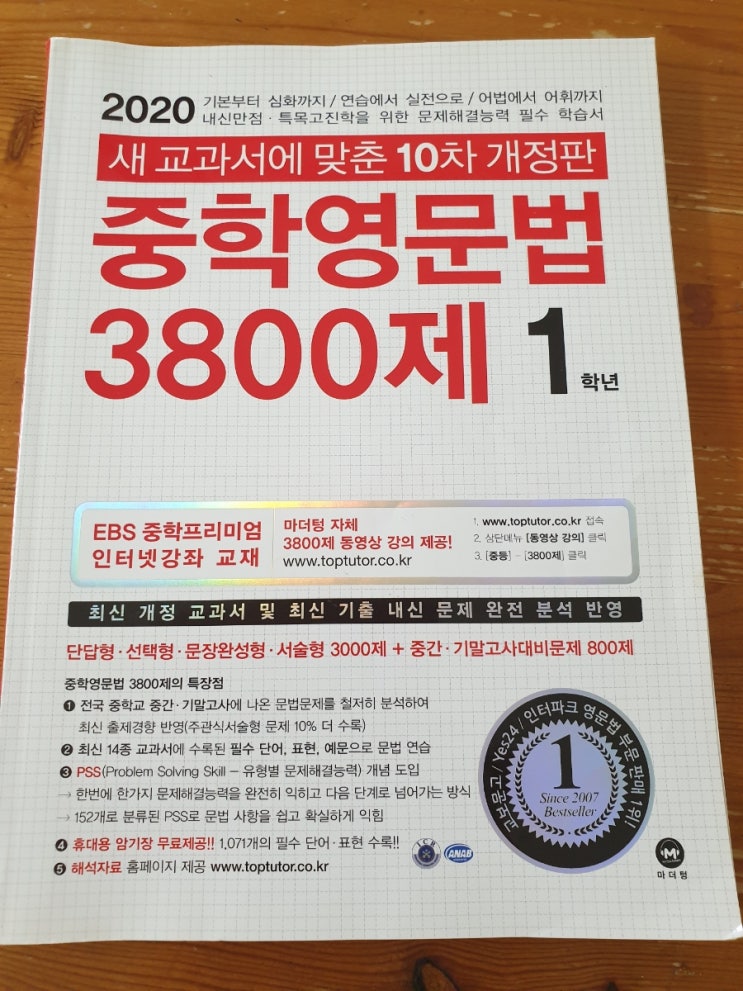 2020
기본부터 심화까지 / 연습에서 실전으로 / 어법에서 어휘까지
내신만점 · 특목고진학을 위한 문제해결능력 필수 학습서
새 교과서에 맞춘 10차 개정판
중학영문법
3800제 1학년
EBS 중학프리미엄
인터넷강좌 교재
마더텅 자체
3800제 동영상 강의 제공!
www.toptutor.co.kr
1. www.toptutor.co.kr 접속
2. 상단메뉴 [동영상 강의] 클릭
3. [중등] – [3800제] 클릭
최신 개정 교과서 및 최신 기출 내신 문제 완전 분석 반영
단답형 · 선택형 · 문장완성형 · 서술형 3000제 + 중간 · 기말고사대비문제 800제
중학영문법 3800제의 특장점
❶ 전국 중학교 중간 · 기말고사에 나온 문법문제를 철저히 분석하여
최신 출제경향 반영(주관식서술형 문제 10% 더 수록)
❷ 최신 14종 교과서에 수록된 필수 단어, 표현, 예문으로 문법 연습
❸ PSS(Problem Solving Skill – 유형별 문제해결능력) 개념 도입
→ 한번에 한가지 문제해결능력을 완전히 익히고 다음 단계로 넘어가는 방식
→ 152개로 분류된 PSS로 문법 사항을 쉽고 확실하게 익힘
❹ 휴대용 암기장 무료제공!! 1,071개의 필수 단어 · 표현 수록!!
❺ 해석자료 홈페이지 제공 www.toptutor.co.kr
교보문고 / Yes24 / 인터파크 영문법 부문 판매 1위!
1
Since 2007
Bestseller
ICR
ANAB
M
마더텅